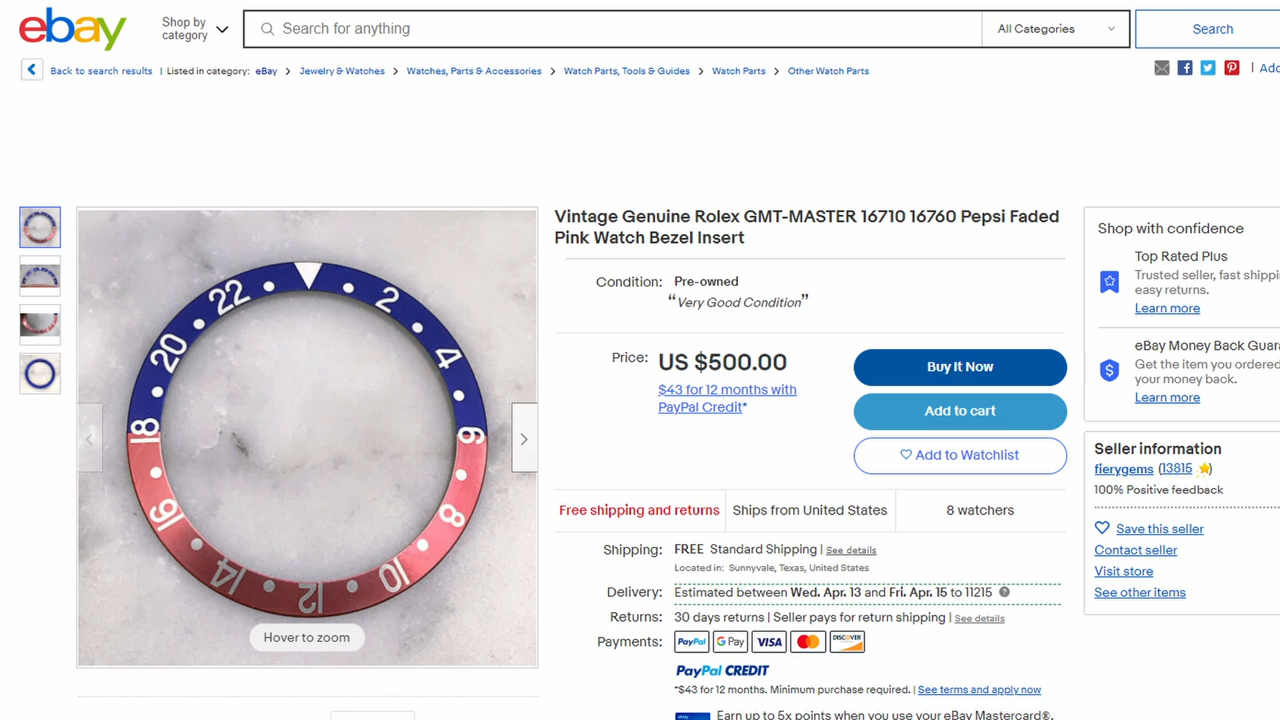 ebay
Shop by
category
Search for anything
All Categories
Search
Back to search results | Listed in category: eBay > Jewelry & Watches > Watches, Parts & Accessories > Watch Parts, Tools & Guides > Watch Parts > Other Watch Parts
| Add
Vintage Genuine Rolex GMT-MASTER 16710 16760 Pepsi Faded
Pink Watch Bezel Insert
Condition: Pre-owned
“Very Good Condition”
Price: US $500.00
$43 for 12 months with
PayPal Credit*
Buy It Now
Add to cart
Add to Watchlist
Free shipping and returns
Ships from United States
8 watchers
Shipping: FREE Standard Shipping | See details
Located in: Sunnyvale, Texas, United States
Delivery: Estimated between Wed. Apr. 13 and Fri. Apr. 15 to 11215
Returns: 30 days returns | Seller pays for return shipping | See details
Payments: PayPal G Pay VISA DISCOVER
PayPal CREDIT
*$43 for 12 months. Minimum purchase required. | See terms and apply now
Earn up to 5x points when you use your eBay Mastercard®.
2
4
6
8
10
12
14
16
18
20
22
Hover to zoom
Shop with confidence
Top Rated Plus
Trusted seller, fast shippi
easy returns.
Learn more
eBay Money Back Guara
Get the item you ordered
your money back.
Learn more
Seller information
fierygems (13815)
100% Positive feedback
Save this seller
Contact seller
Visit store
See other items